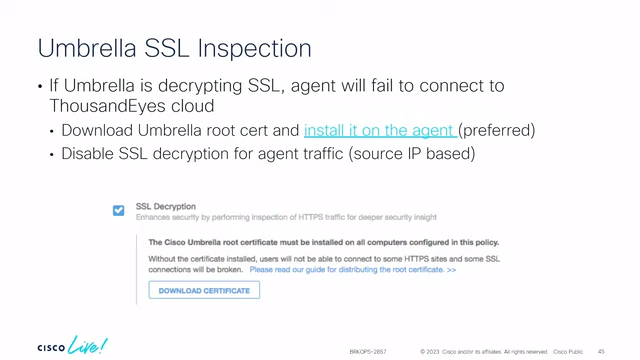 Umbrella SSL Inspection
• If Umbrella is decrypting SSL, agent will fail to connect to
ThousandEyes cloud
• Download Umbrella root cert and install it on the agent (preferred)
• Disable SSL decryption for agent traffic (source IP based)
SSL Decryption
Enhances security by performing inspection of HTTPS traffic for deeper security insight
The Cisco Umbrella root certificate must be installed on all computers configured in this policy.
Without the certificate installed, users will not be able to connect to some HTTPS sites and some SSL
connections will be broken. Please read our guide for distributing the root certificate. >>
DOWNLOAD CERTIFICATE
CISCO Live! BRKOPS-2857 © 2023 Cisco and/or its affiliates. All rights reserved. Cisco Public 45